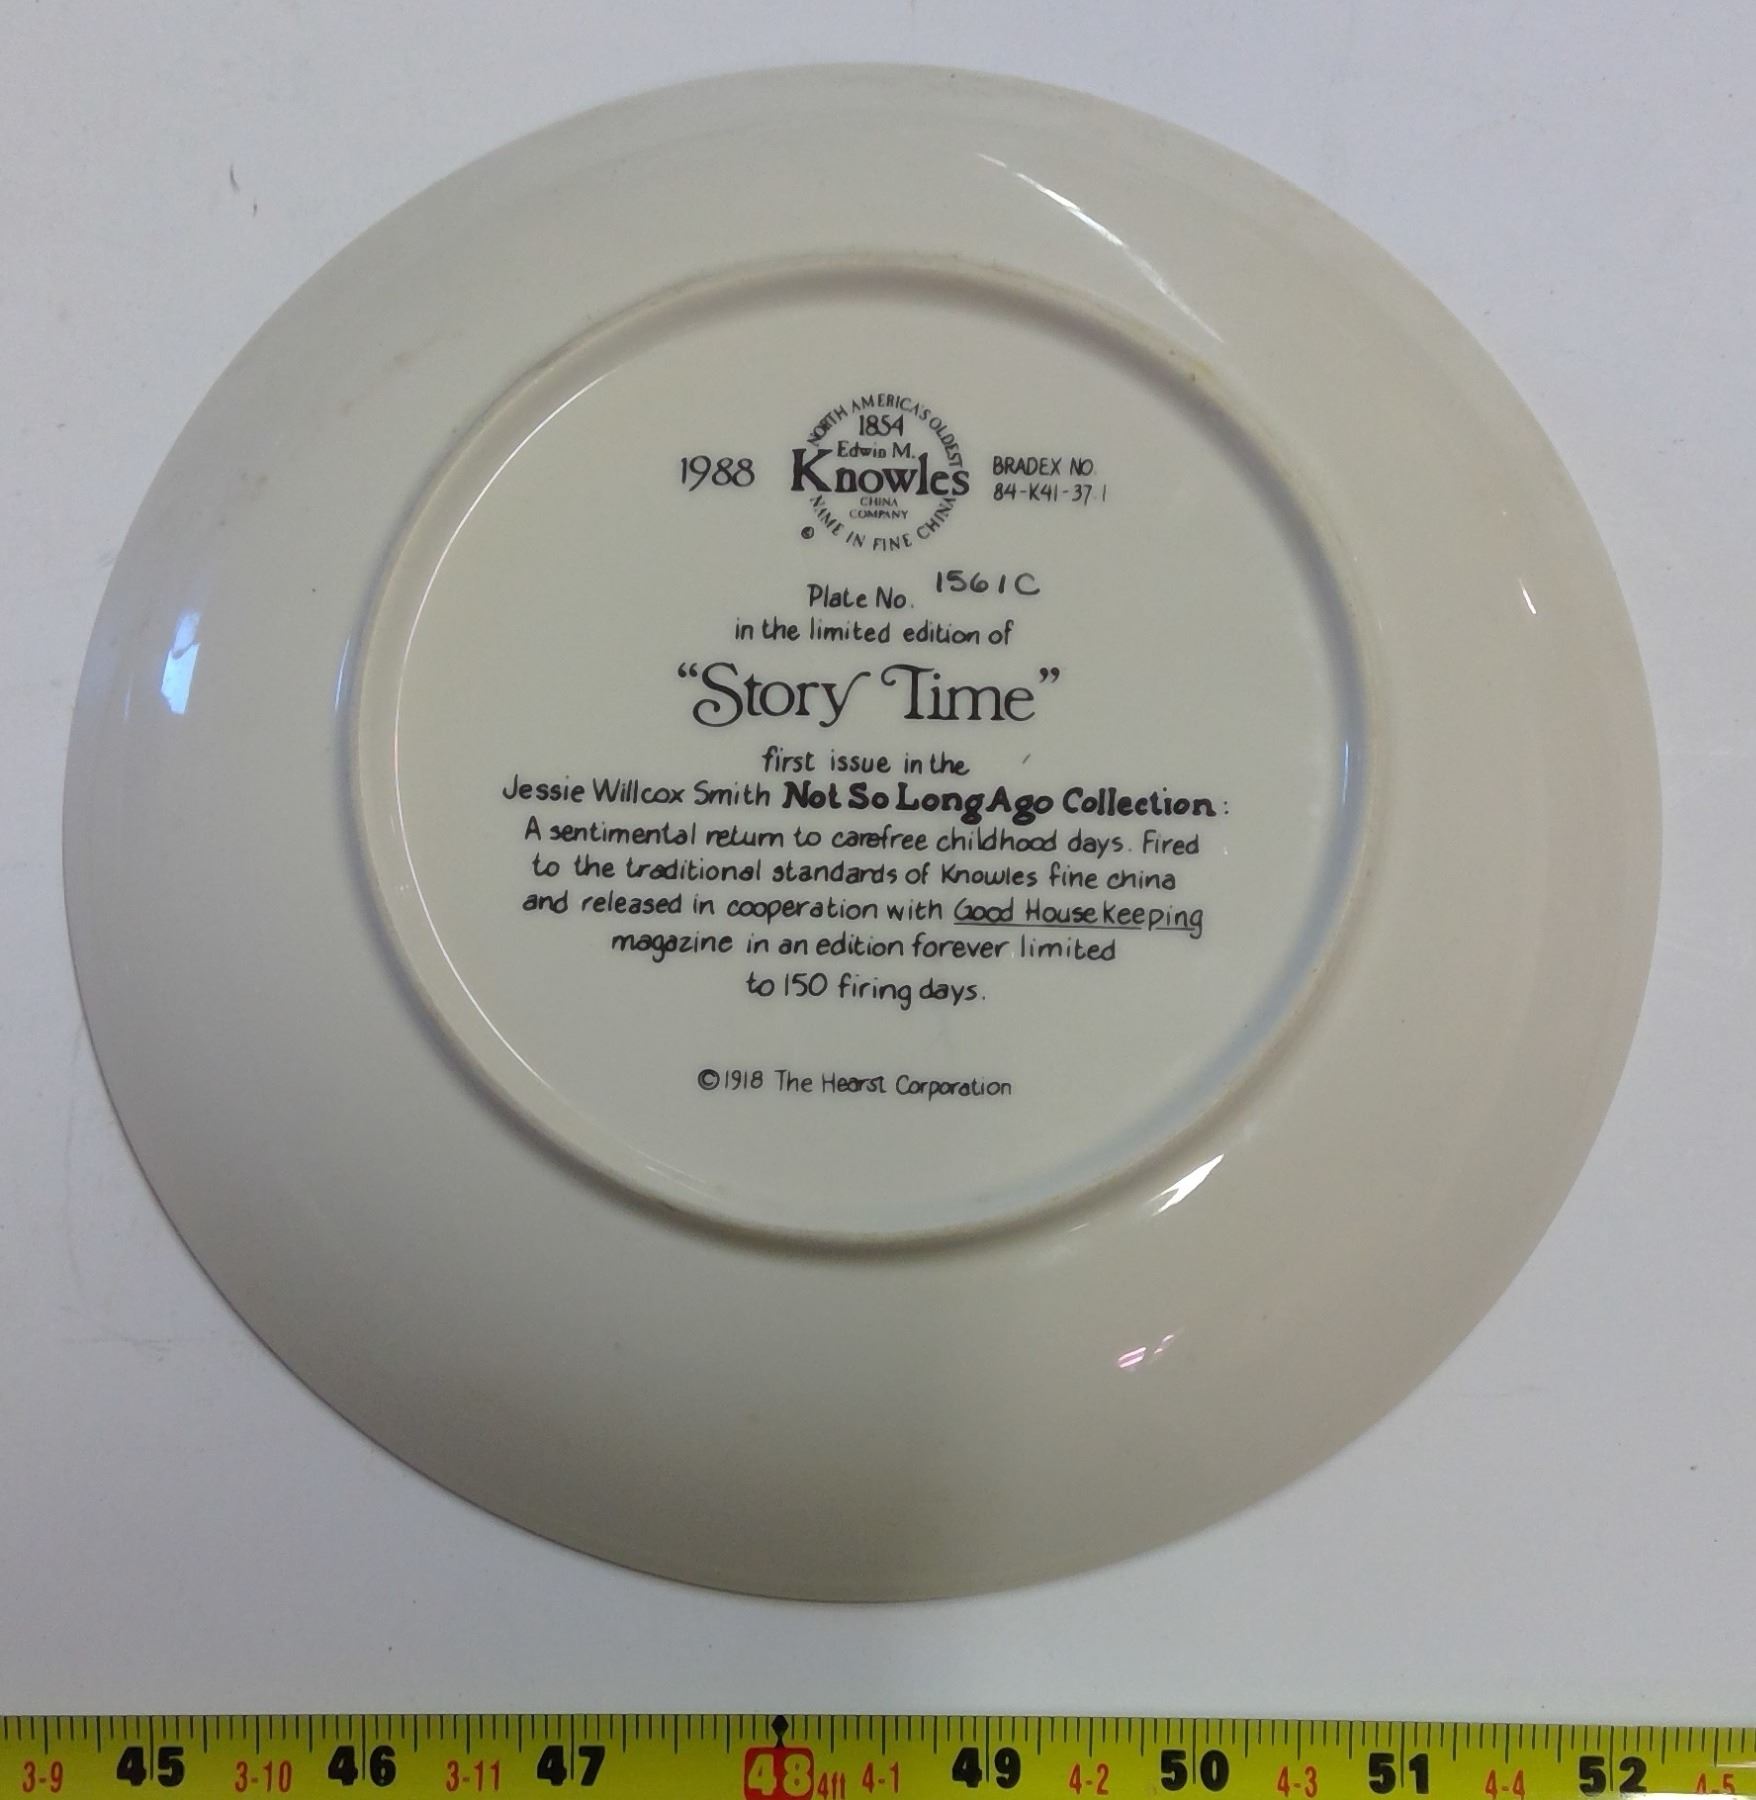 NORTH AMERICA'S OLDEST
1854
Edwin M.
1988 Knowles BRADEX NO.
84-K41-37.1
CHINA
COMPANY
© NAME IN FINE CHINA
Plate No. 1561C
in the limited edition of
“Story Time”
first issue in the
Jessie Willcox Smith Not So Long Ago Collection:
A sentimental return to carefree childhood days. Fired
to the traditional standards of Knowles fine china
and released in cooperation with Good Housekeeping
magazine in an edition forever limited
to 150 firing days.
©1918 The Hearst Corporation
3-9 45 3-10 46 3-11 47 48 4ft 4-1 49 4-2 50 4-3 51 4-4 52 4-5